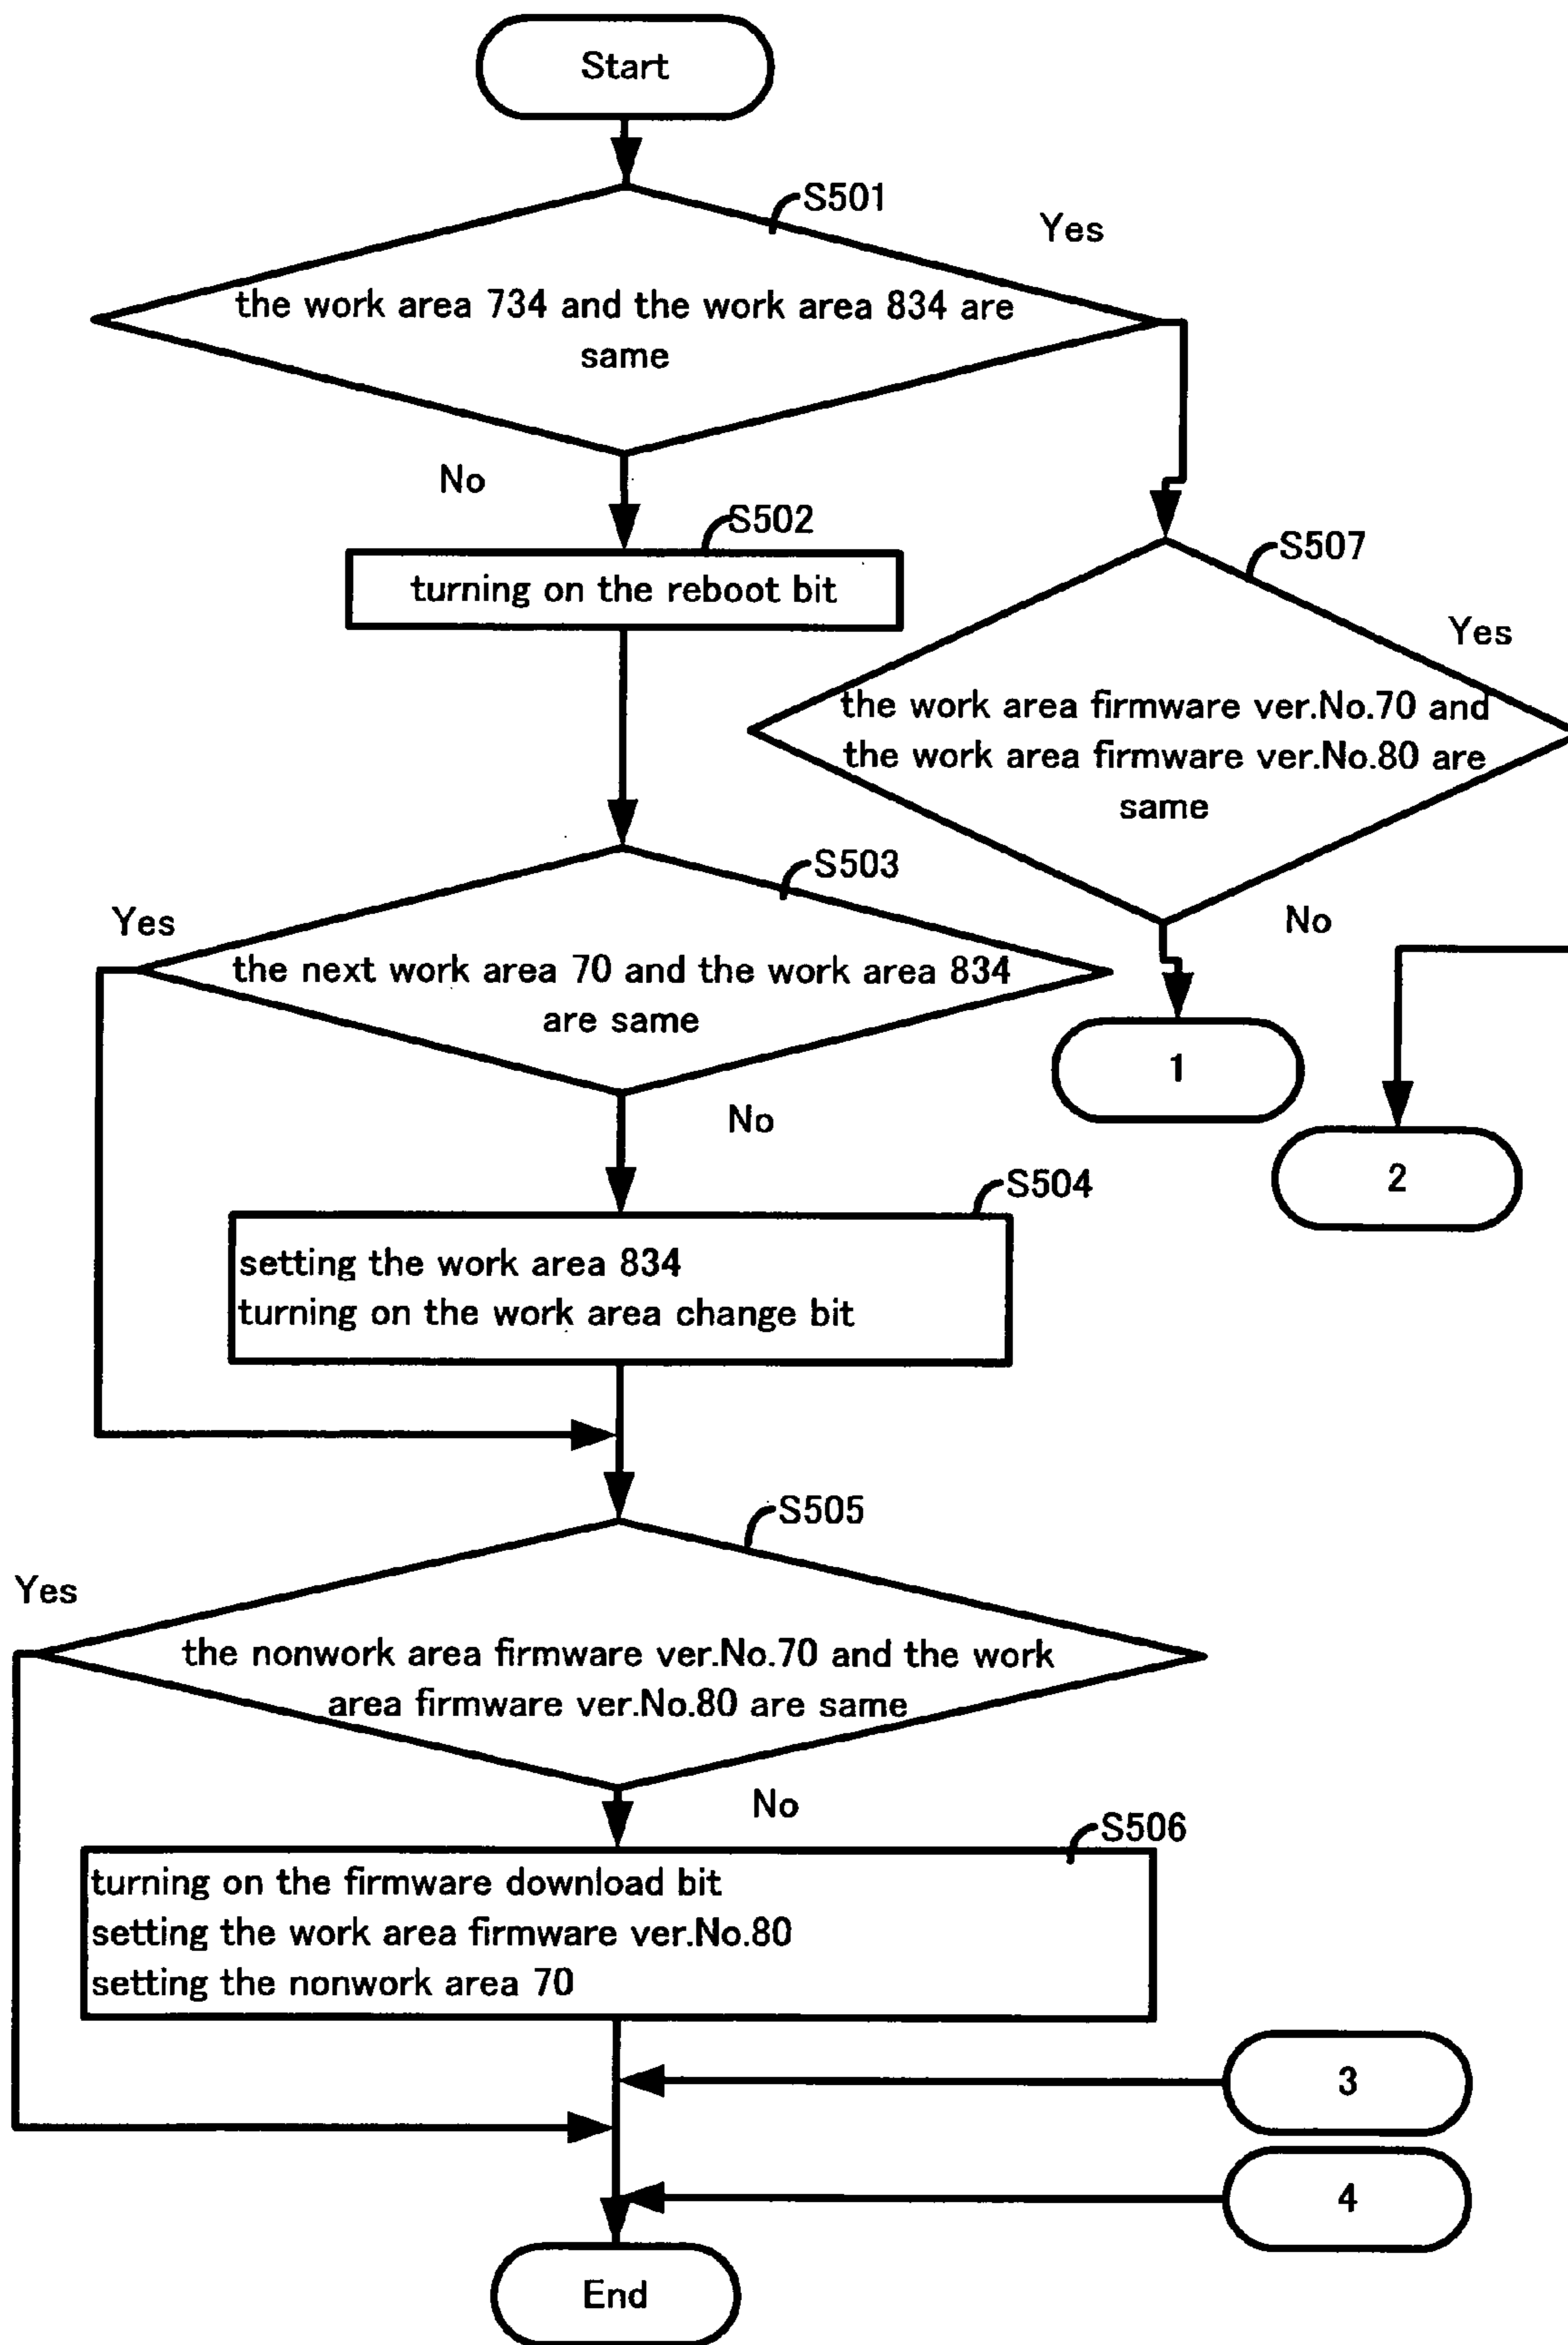 Start
S501
Yes
the work area 734 and the work area 834 are
same
No
S502
turning on the reboot bit
S507
Yes
the work area firmware ver.No.70 and
the work area firmware ver.No.80 are
same
No
1
2
S503
Yes
the next work area 70 and the work area 834
are same
No
S504
setting the work area 834
turning on the work area change bit
S505
Yes
the nonwork area firmware ver.No.70 and the work
area firmware ver.No.80 are same
No
S506
turning on the firmware download bit
setting the work area firmware ver.No.80
setting the nonwork area 70
3
4
End